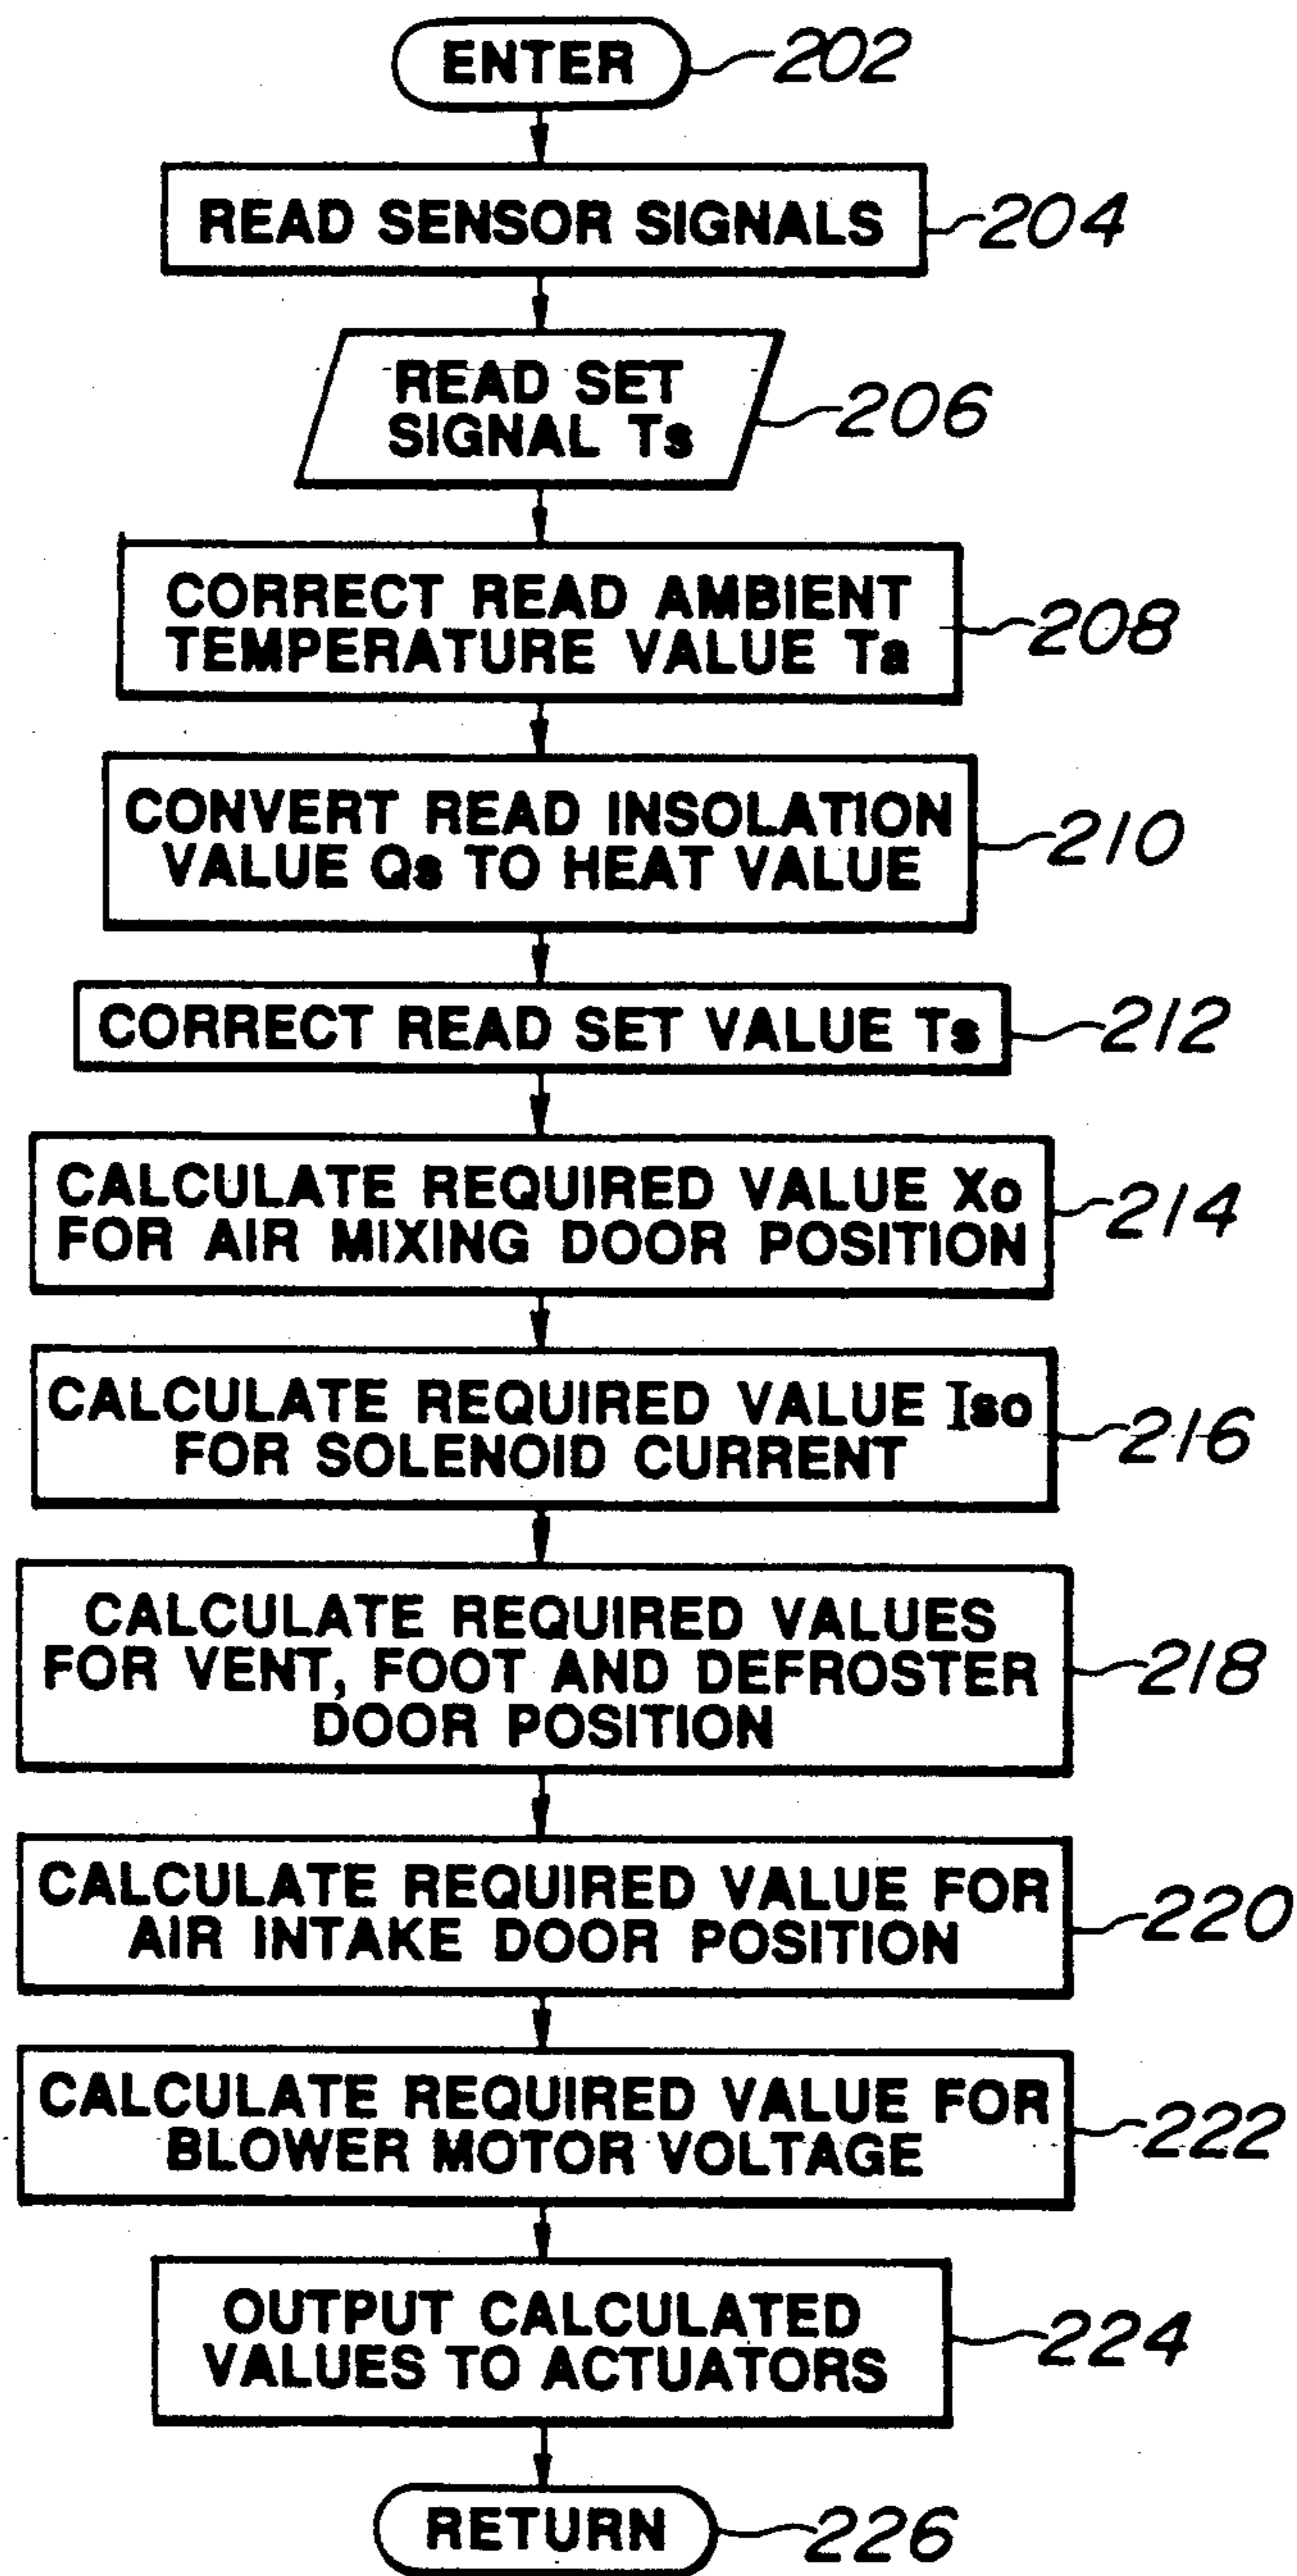 ENTER 202
READ SENSOR SIGNALS 204
READ SET
SIGNAL Ts 206
CORRECT READ AMBIENT
TEMPERATURE VALUE Ta 208
CONVERT READ INSOLATION
VALUE Qs TO HEAT VALUE 210
CORRECT READ SET VALUE Ts 212
CALCULATE REQUIRED VALUE Xo
FOR AIR MIXING DOOR POSITION 214
CALCULATE REQUIRED VALUE Iso
FOR SOLENOID CURRENT 216
CALCULATE REQUIRED VALUES
FOR VENT, FOOT AND DEFROSTER 218
DOOR POSITION
CALCULATE REQUIRED VALUE FOR
AIR INTAKE DOOR POSITION 220
CALCULATE REQUIRED VALUE FOR
BLOWER MOTOR VOLTAGE 222
OUTPUT CALCULATED
VALUES TO ACTUATORS 224
RETURN 226